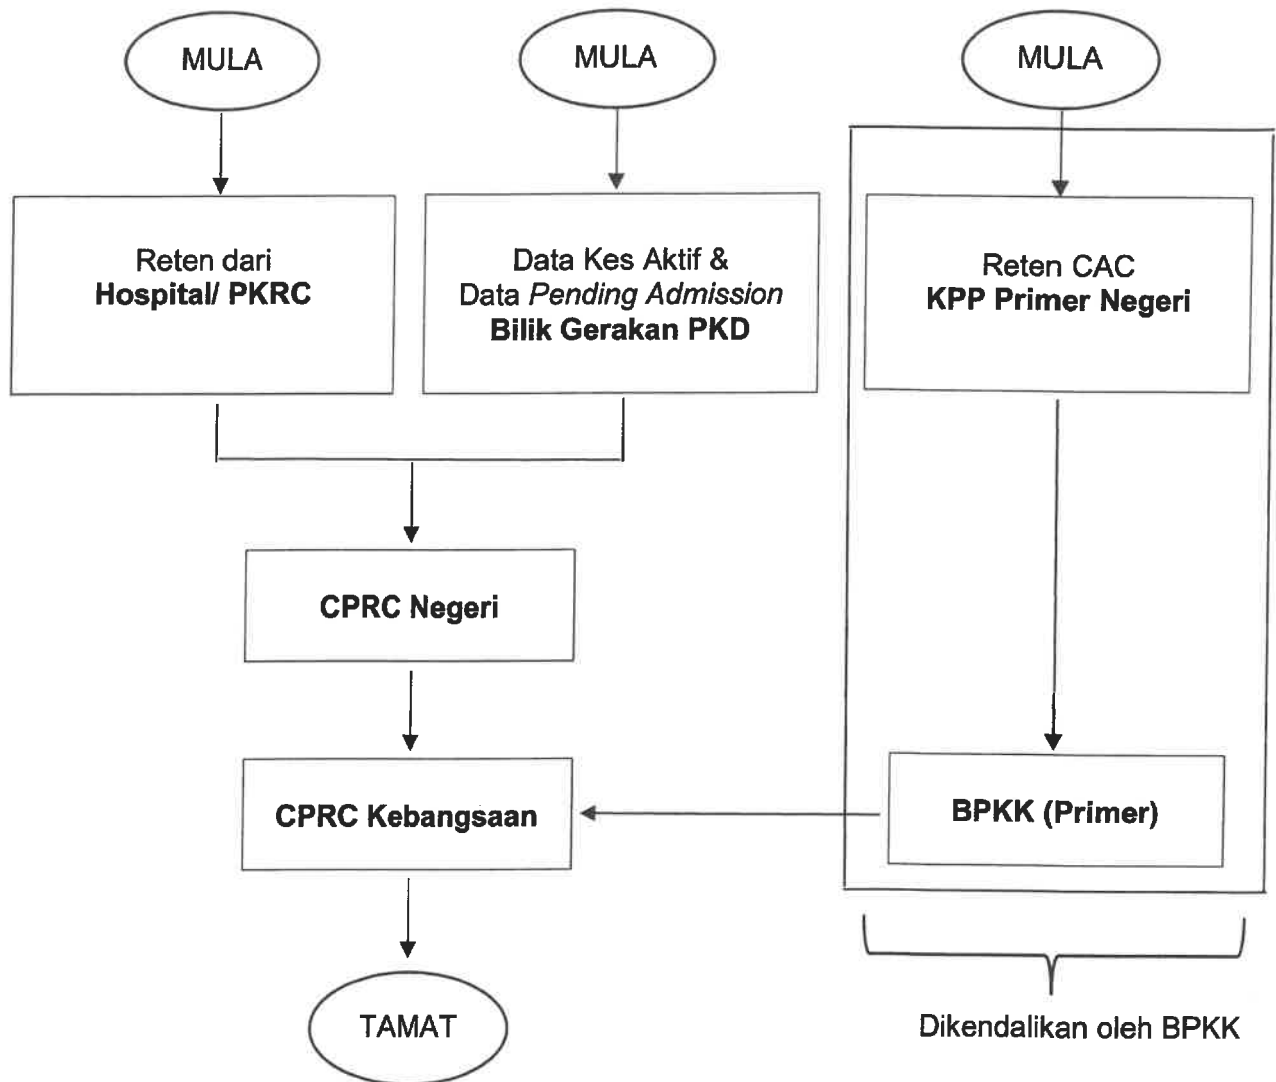 MULA
MULA
MULA
Reten dari
Hospital/ PKRC
Data Kes Aktif &
Data Pending Admission
Bilik Gerakan PKD
Reten CAC
KPP Primer Negeri
CPRC Negeri
CPRC Kebangsaan
BPKK (Primer)
TAMAT
Dikendalikan oleh BPKK